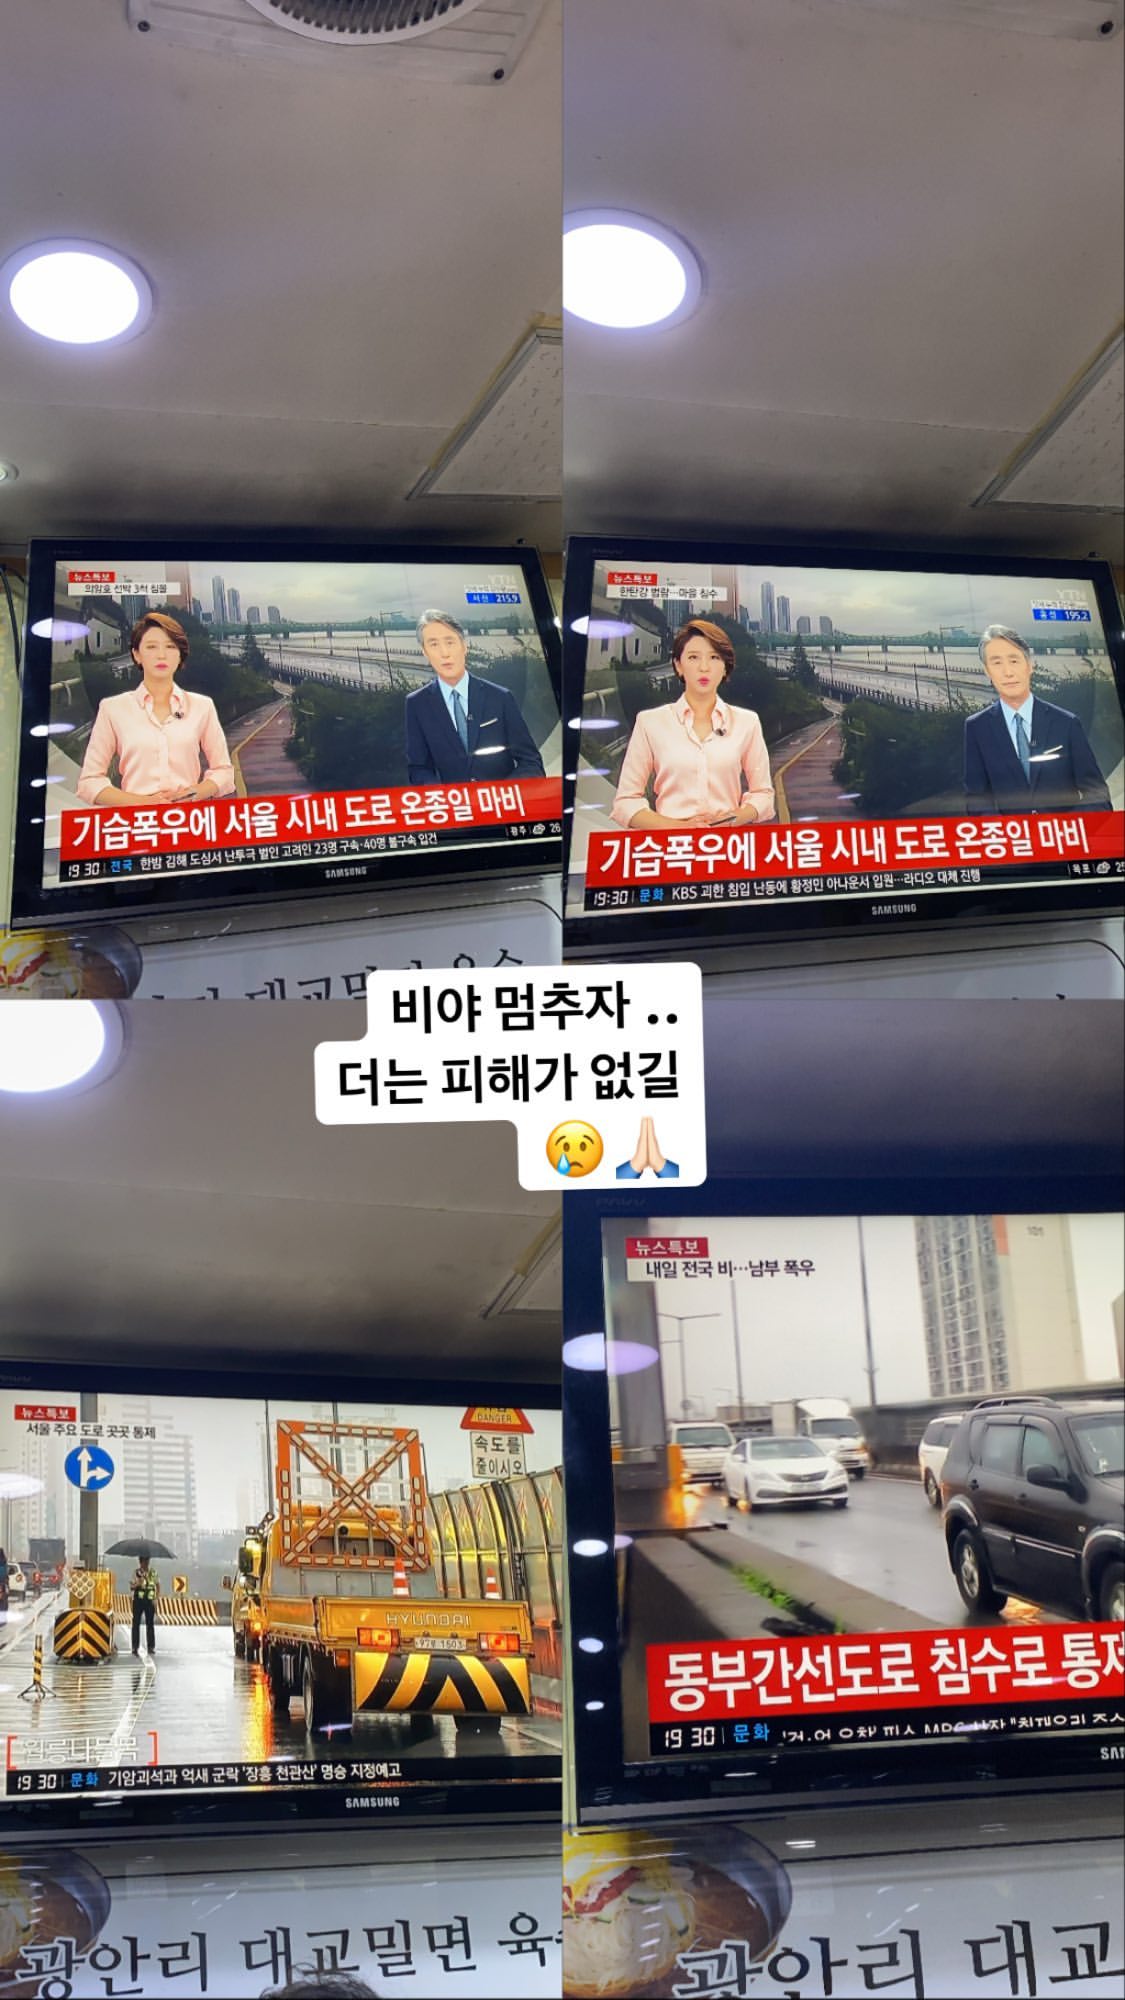 뉴스특보
의암호 선박 3척 침몰
YTN
서천 215.9
기습폭우에 서울 시내 도로 온종일 마비
광주
26
19:30 전국 한밤 김해 도심서 난투극 벌인 고려인 23명 구속·40명 불구속 입건
SAMSUNG
뉴스특보
한탄강 범람…마을 침수
YTN
홍성 195.2
기습폭우에 서울 시내 도로 온종일 마비
목포
25
19:30 문화 KBS 괴한 침입 난동에 황정민 아나운서 입원…라디오 대체 진행
SAMSUNG
비야 멈추자 ..
더는 피해가 없길
😢🙏🏻
뉴스특보
서울 주요 도로 곳곳 통제
DANGER
속도를
줄이시오
HYUNDAI
1503
19:30 문화 기암괴석과 억새 군락 '장흥 천관산' 명승 지정예고
SAMSUNG
광안리 대교밀면 육
뉴스특보
내일 전국 비…남부 폭우
101
동부간선도로 침수로 통제
19:30 문화
SAM
광안리 대교